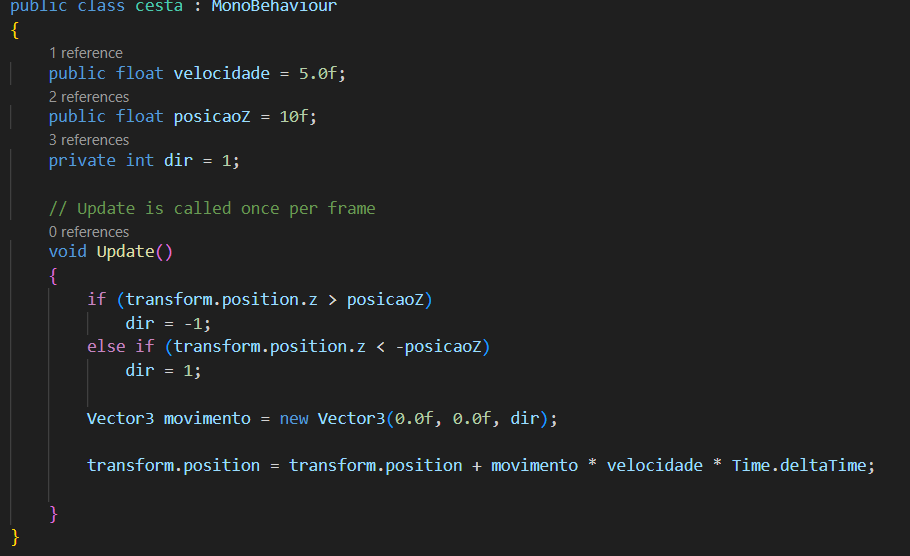 public class cesta : MonoBehaviour
{
1 reference
public float velocidade = 5.0f;
2 references
public float posicaoZ = 10f;
3 references
private int dir = 1;
// Update is called once per frame
0 references
void Update()
{
if (transform.position.z > posicaoZ)
dir = -1;
else if (transform.position.z < -posicaoZ)
dir = 1;
Vector3 movimento = new Vector3(0.0f, 0.0f, dir);
transform.position = transform.position + movimento * velocidade * Time.deltaTime;
}
}